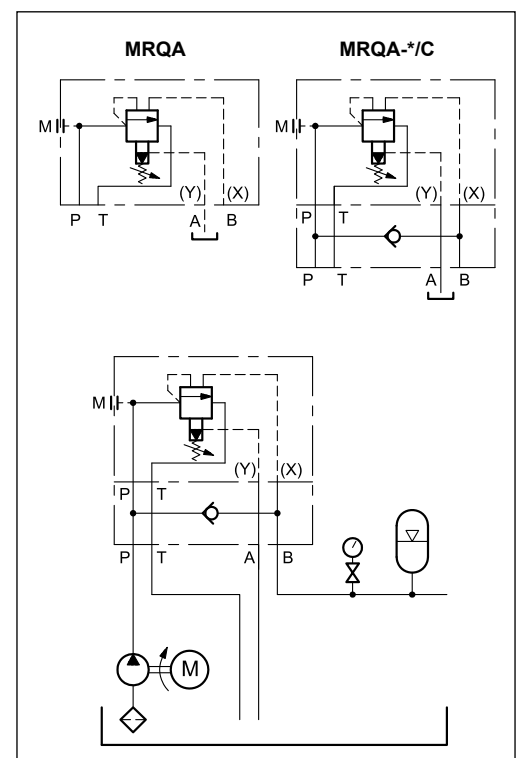 MRQA
MRQA-*/C
M
(Y) (X)
P T A B
M
(Y) (X)
P T
P T A B
M
(Y) (X)
P T
P T A B
M